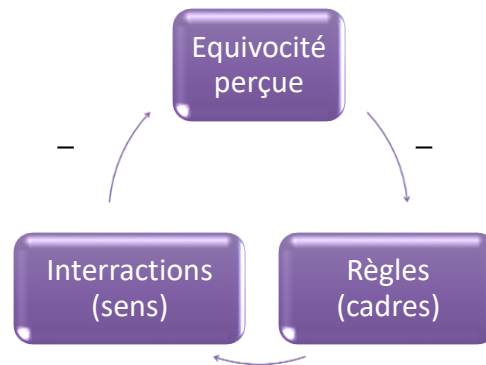 Equivocité
perçue
–
–
Interractions
(sens)
Règles
(cadres)